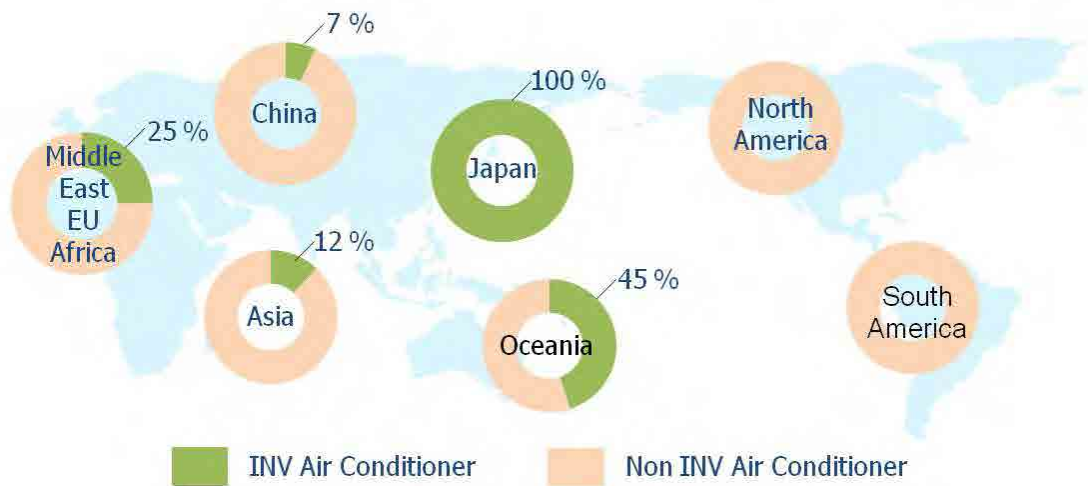 7 %
China
100 %
Japan
North
America
25 %
Middle
East
EU
Africa
12 %
Asia
45 %
Oceania
South
America
INV Air Conditioner
Non INV Air Conditioner